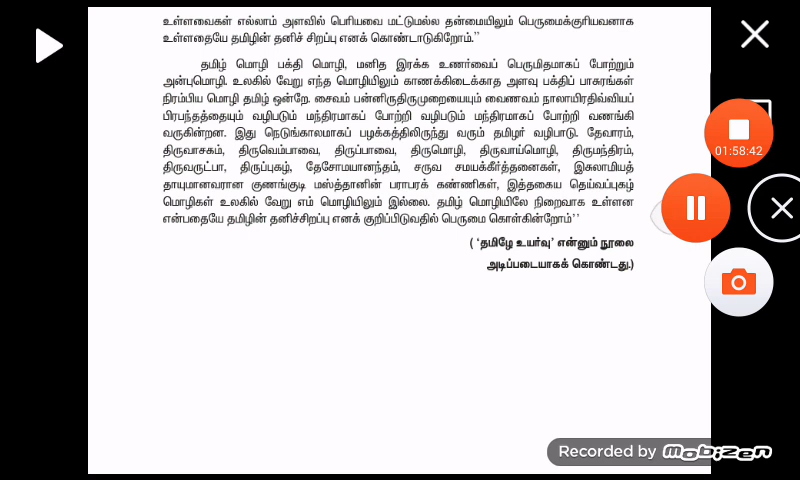 உள்ளவைகள் எல்லாம் அளவில் பெரியவை மட்டுமல்ல தன்மையிலும் பெருமைக்குரியவனாக
உள்ளதையே தமிழின் தனிச் சிறப்பு எனக் கொண்டாடுகிறோம்.’’
தமிழ் மொழி பக்தி மொழி, மனித இரக்க உணர்வைப் பெருமிதமாகப் போற்றும்
அன்புமொழி. உலகில் வேறு எந்த மொழியிலும் காணக்கிடைக்காத அளவு பக்திப் பாசுரங்கள்
நிரம்பிய மொழி தமிழ் ஒன்றே. சைவம் பன்னிருதிருமுறையையும் வைணவம் நாலாயிரதிவ்வியப்
பிரபந்தத்தையும் வழிபடும் மந்திரமாகப் போற்றி வழிபடும் மந்திரமாகப் போற்றி வணங்கி
வருகின்றன. இது நெடுங்காலமாகப் பழக்கத்திலிருந்து வரும் தமிழர் வழிபாடு. தேவாரம்,
திருவாசகம், திருவெம்பாவை, திருப்பாவை, திருமொழி, திருவாய்மொழி, திருமந்திரம்,
திருவருட்பா, திருப்புகழ், தேசோமயானந்தம், சருவ சமயக்கீர்த்தனைகள், இசுலாமியத்
தாயுமானவரான குணங்குடி மஸ்த்தானின் பராபரக் கண்ணிகள், இத்தகைய தெய்வப்புகழ்
மொழிகள் உலகில் வேறு எம் மொழியிலும் இல்லை. தமிழ் மொழியிலே நிறைவாக உள்ளன
என்பதையே தமிழின் தனிச்சிறப்பு எனக் குறிப்பிடுவதில் பெருமை கொள்கின்றோம்’’
( ‘தமிழே உயர்வு’ என்னும் நூலை
அடிப்படையாகக் கொண்டது.)
01:58:42
Recorded by mobizen